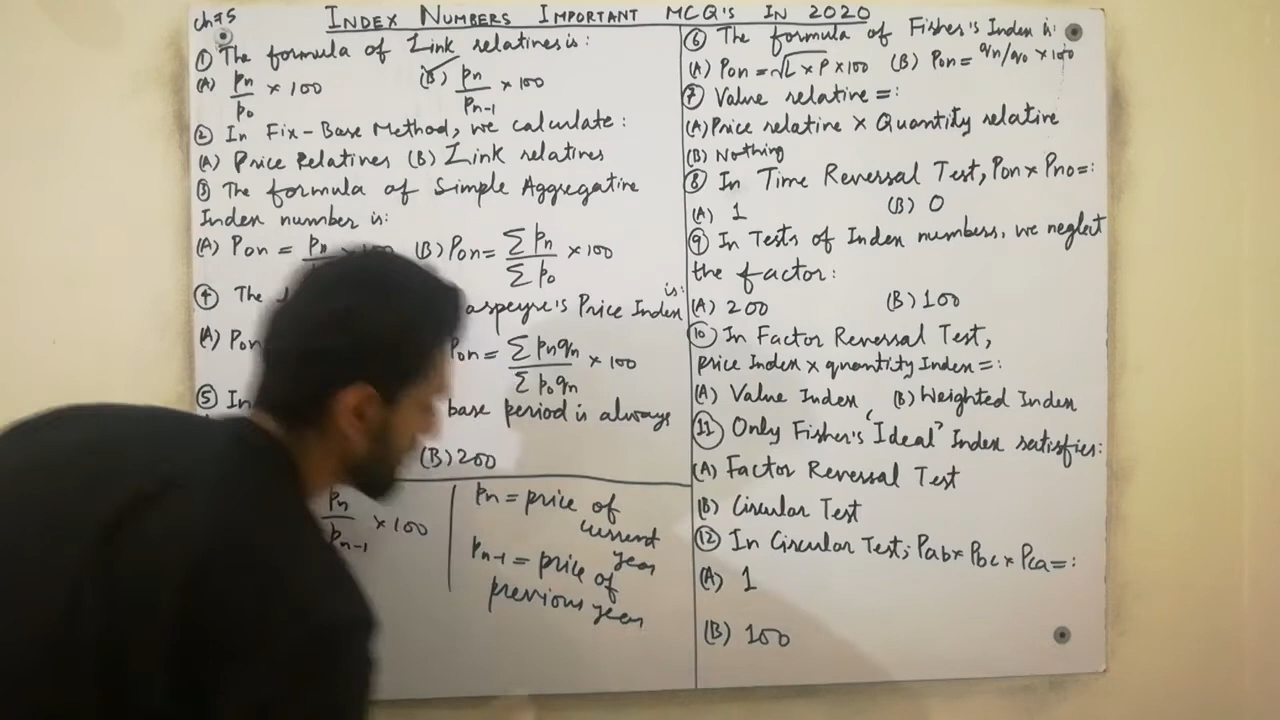 ch#5
INDEX NUMBERS IMPORTANT MCQ'S IN 2020
① The formula of Link relatives is:
(A) pn/p0 × 100 (B) pn/pn-1 × 100
② In Fix-Base Method, we calculate:
(A) Price Relatives (B) Link relatives
③ The formula of Simple Aggregative
Index number is:
(A) Pon = pn × 100 (B) Pon = ∑pn/∑p0 × 100
④ The aspeyre's Price Index is:
(A) Pon Pon = ∑pnqn/∑p0qn × 100
⑤ In base period is always
(B) 200
pn/pn-1 × 100
pn = price of
current
year
pn-1 = price of
previous year
⑥ The formula of Fisher's Index is:
(A) Pon = √L × P × 100 (B) Pon = qn/q0 × 100
⑦ Value relative =:
(A) Price relative × Quantity relative
(B) Nothing
⑧ In Time Reversal Test, Pon × Pno =:
(A) 1 (B) 0
⑨ In Tests of Index numbers, we neglect
the factor:
(A) 200 (B) 100
⑩ In Factor Reversal Test,
price Index × quantity Index =:
(A) Value Index (B) Weighted Index
⑪ Only Fisher's "Ideal" Index satisfies:
(A) Factor Reversal Test
(B) Circular Test
⑫ In Circular Test, Pab × Pbc × Pca =:
(A) 1
(B) 100